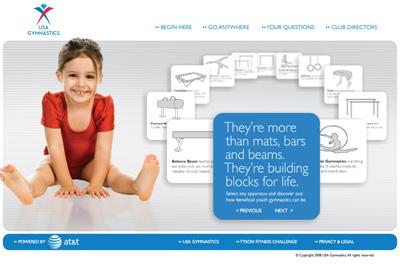 USA
GYMNASTICS
BEGIN HERE
GO ANYWHERE
YOUR QUESTIONS
CLUB DIRECTORS
Balance Beam
Gymnastics
They're more
than mats, bars
and beams.
They're building
blocks for life.
Select any apparatus and discover just
how beneficial youth gymnastics can be.
< PREVIOUS
NEXT >
POWERED BY at&t
USA GYMNASTICS
TYSON FITNESS CHALLENGE
PRIVACY & LEGAL
© Copyright 2008 USA Gymnastics All rights reserved.